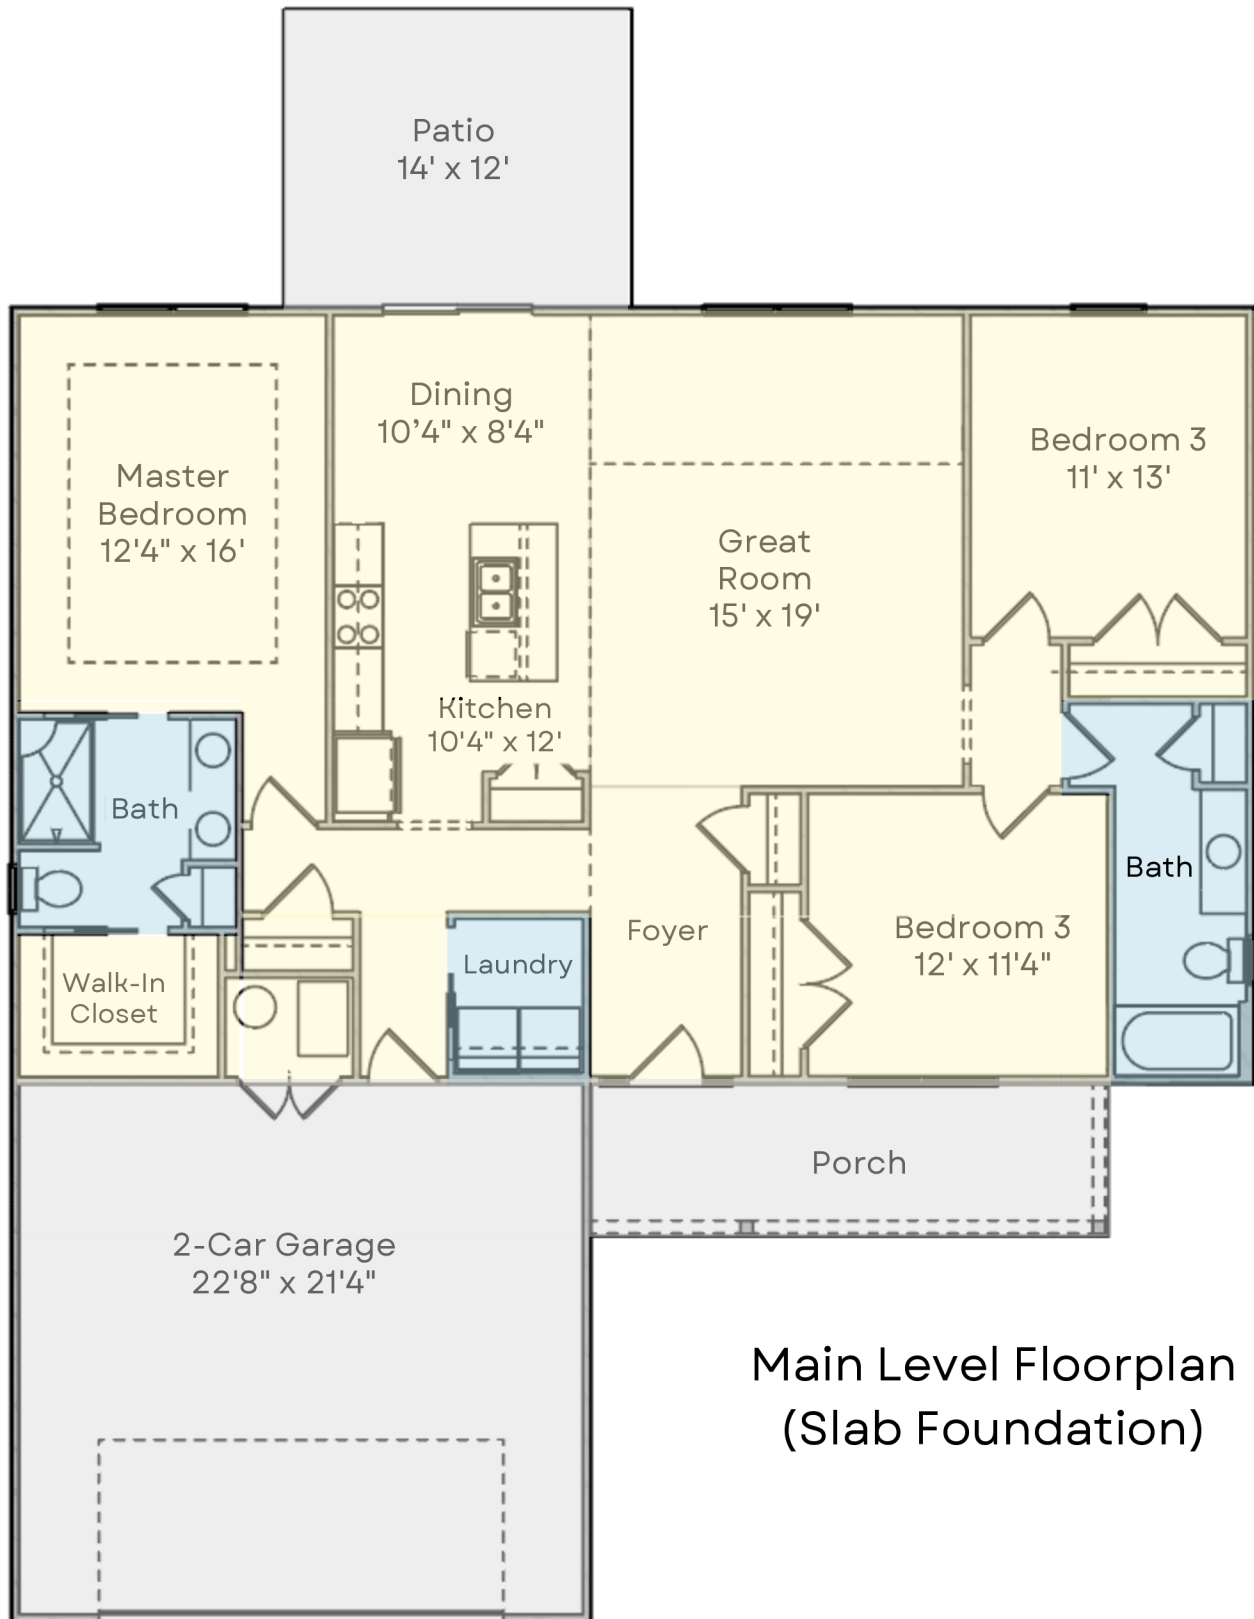 Patio
14' x 12'
Dining
10’4" x 8'4"
Master
Bedroom
12'4" x 16'
Bedroom 3
11' x 13'
Great
Room
15' x 19'
Kitchen
10'4" x 12'
Bath
Bath
Walk-In
Closet
Laundry
Foyer
Bedroom 3
12' x 11'4"
Porch
2-Car Garage
22'8" x 21'4"
Main Level Floorplan
(Slab Foundation)